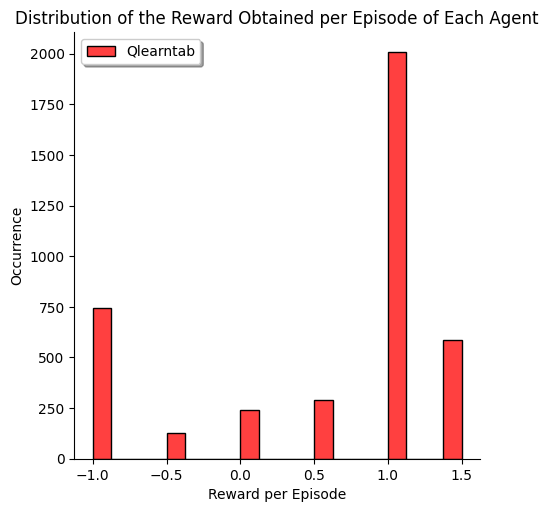 Distribution of the Reward Obtained per Episode of Each Agent
Qlearntab
2000
1750
1500
1250
1000
750
500
250
0
Occurrence
−1.0 −0.5 0.0 0.5 1.0 1.5
Reward per Episode